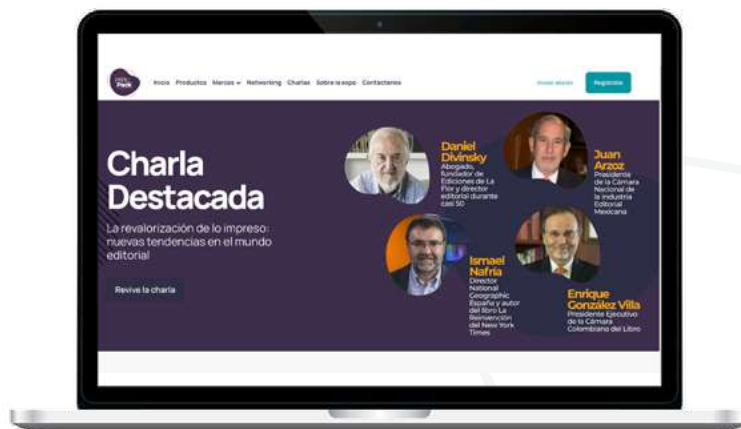 Pack
Inicio Productos Marcas Networking Charlas Sobre la expo Contáctanos
Iniciar sesión Regístrate
Charla
Destacada
La revalorización de lo impreso:
nuevas tendencias en el mundo
editorial
Revive la charla
Daniel
Divinsky
Abogado,
fundador de
Ediciones de La
Flor y director
editorial durante
casi 50
Juan
Arzoz
Presidente
de la Cámara
Nacional de
la Industria
Editorial
Mexicana
Ismael
Nafría
Director
National
Geographic
España y autor
del libro La
Reinvención
del New York
Times
Enrique
González Villa
Presidente Ejecutivo
de la Cámara
Colombiana del Libro